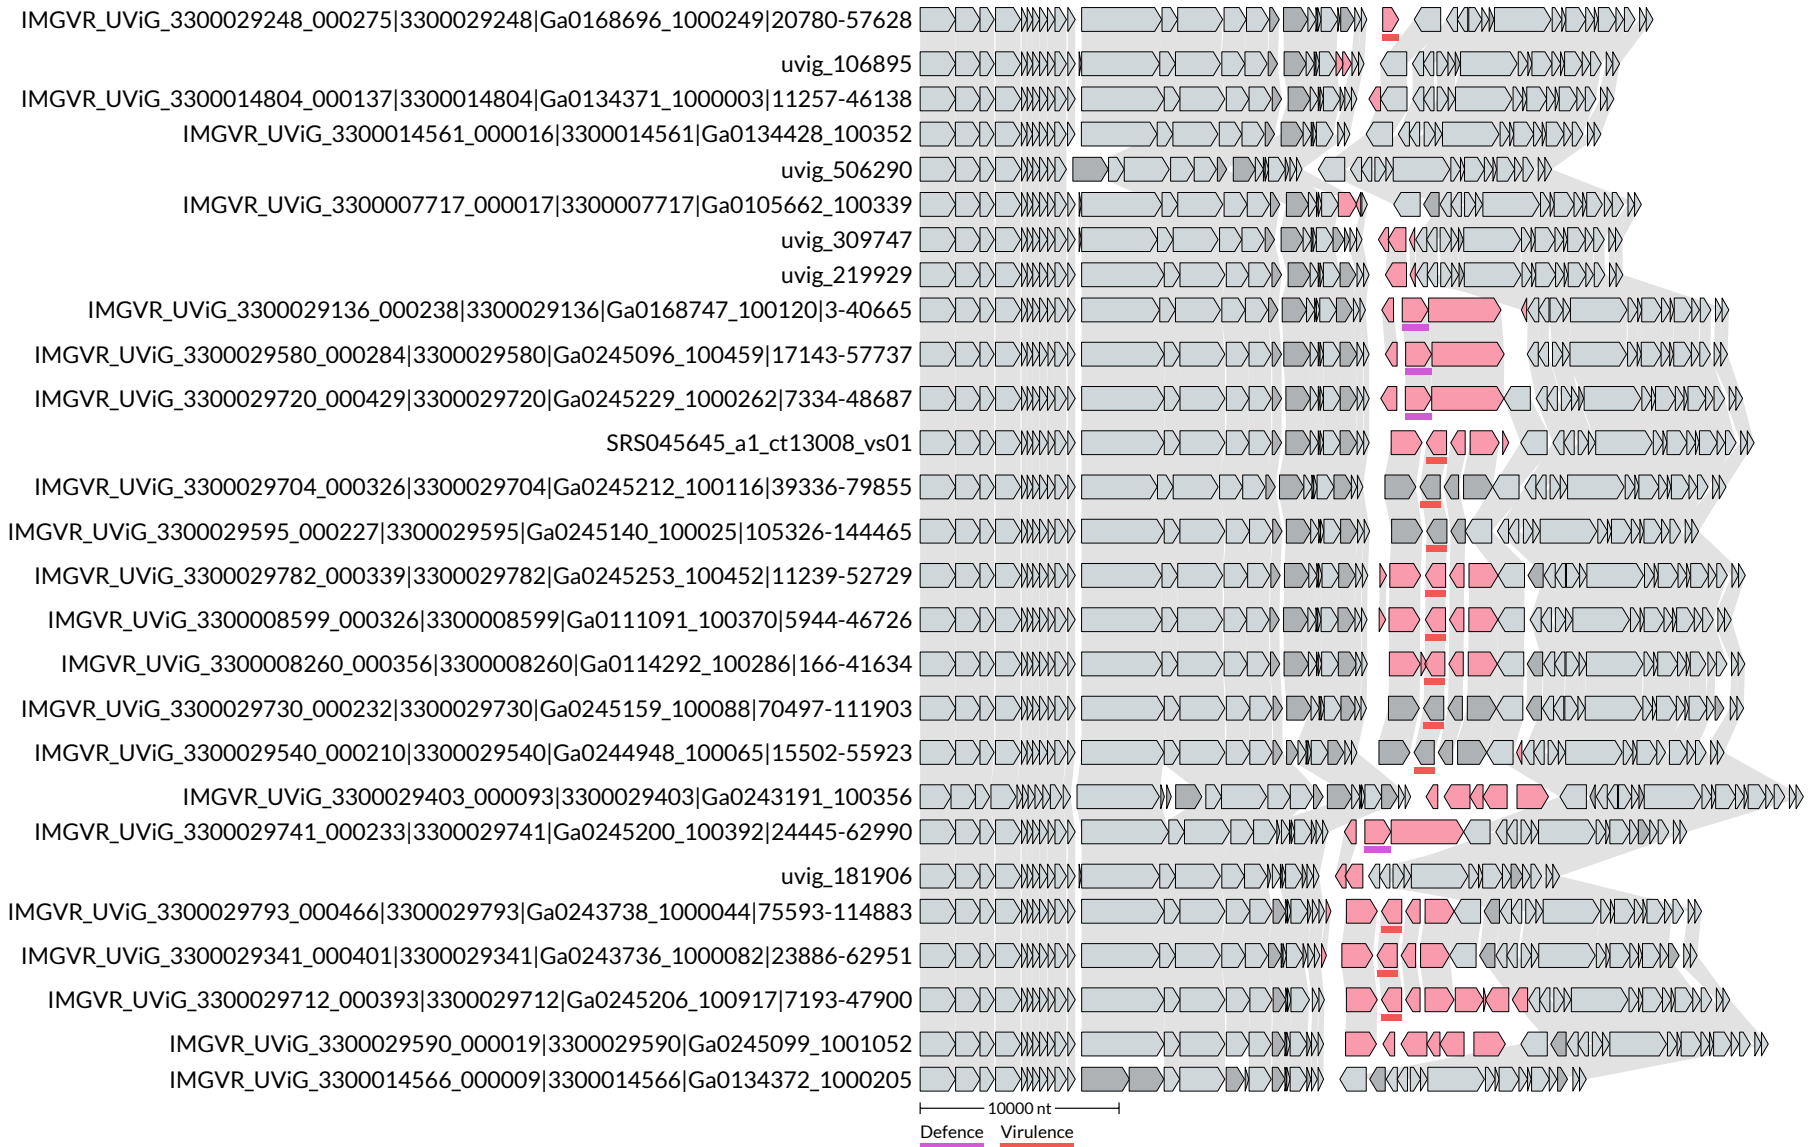 IMGVR_UViG_3300029248_000275|3300029248|Ga0168696_1000249|20780-57628
uvig_106895
IMGVR_UViG_3300014804_000137|3300014804|Ga0134371_1000003|11257-46138
IMGVR_UViG_3300014561_000016|3300014561|Ga0134428_100352
uvig_506290
IMGVR_UViG_3300007717_000017|3300007717|Ga0105662_100339
uvig_309747
uvig_219929
IMGVR_UViG_3300029136_000238|3300029136|Ga0168747_100120|3-40665
IMGVR_UViG_3300029580_000284|3300029580|Ga0245096_100459|17143-57737
IMGVR_UViG_3300029720_000429|3300029720|Ga0245229_1000262|7334-48687
SRS045645_a1_ct13008_vs01
IMGVR_UViG_3300029704_000326|3300029704|Ga0245212_100116|39336-79855
IMGVR_UViG_3300029595_000227|3300029595|Ga0245140_100025|105326-144465
IMGVR_UViG_3300029782_000339|3300029782|Ga0245253_100452|11239-52729
IMGVR_UViG_3300008599_000326|3300008599|Ga0111091_100370|5944-46726
IMGVR_UViG_3300008260_000356|3300008260|Ga0114292_100286|166-41634
IMGVR_UViG_3300029730_000232|3300029730|Ga0245159_100088|70497-111903
IMGVR_UViG_3300029540_000210|3300029540|Ga0244948_100065|15502-55923
IMGVR_UViG_3300029403_000093|3300029403|Ga0243191_100356
IMGVR_UViG_3300029741_000233|3300029741|Ga0245200_100392|24445-62990
uvig_181906
IMGVR_UViG_3300029793_000466|3300029793|Ga0243738_1000044|75593-114883
IMGVR_UViG_3300029341_000401|3300029341|Ga0243736_1000082|23886-62951
IMGVR_UViG_3300029712_000393|3300029712|Ga0245206_100917|7193-47900
IMGVR_UViG_3300029590_000019|3300029590|Ga0245099_1001052
IMGVR_UViG_3300014566_000009|3300014566|Ga0134372_1000205
10000 nt
Defence Virulence